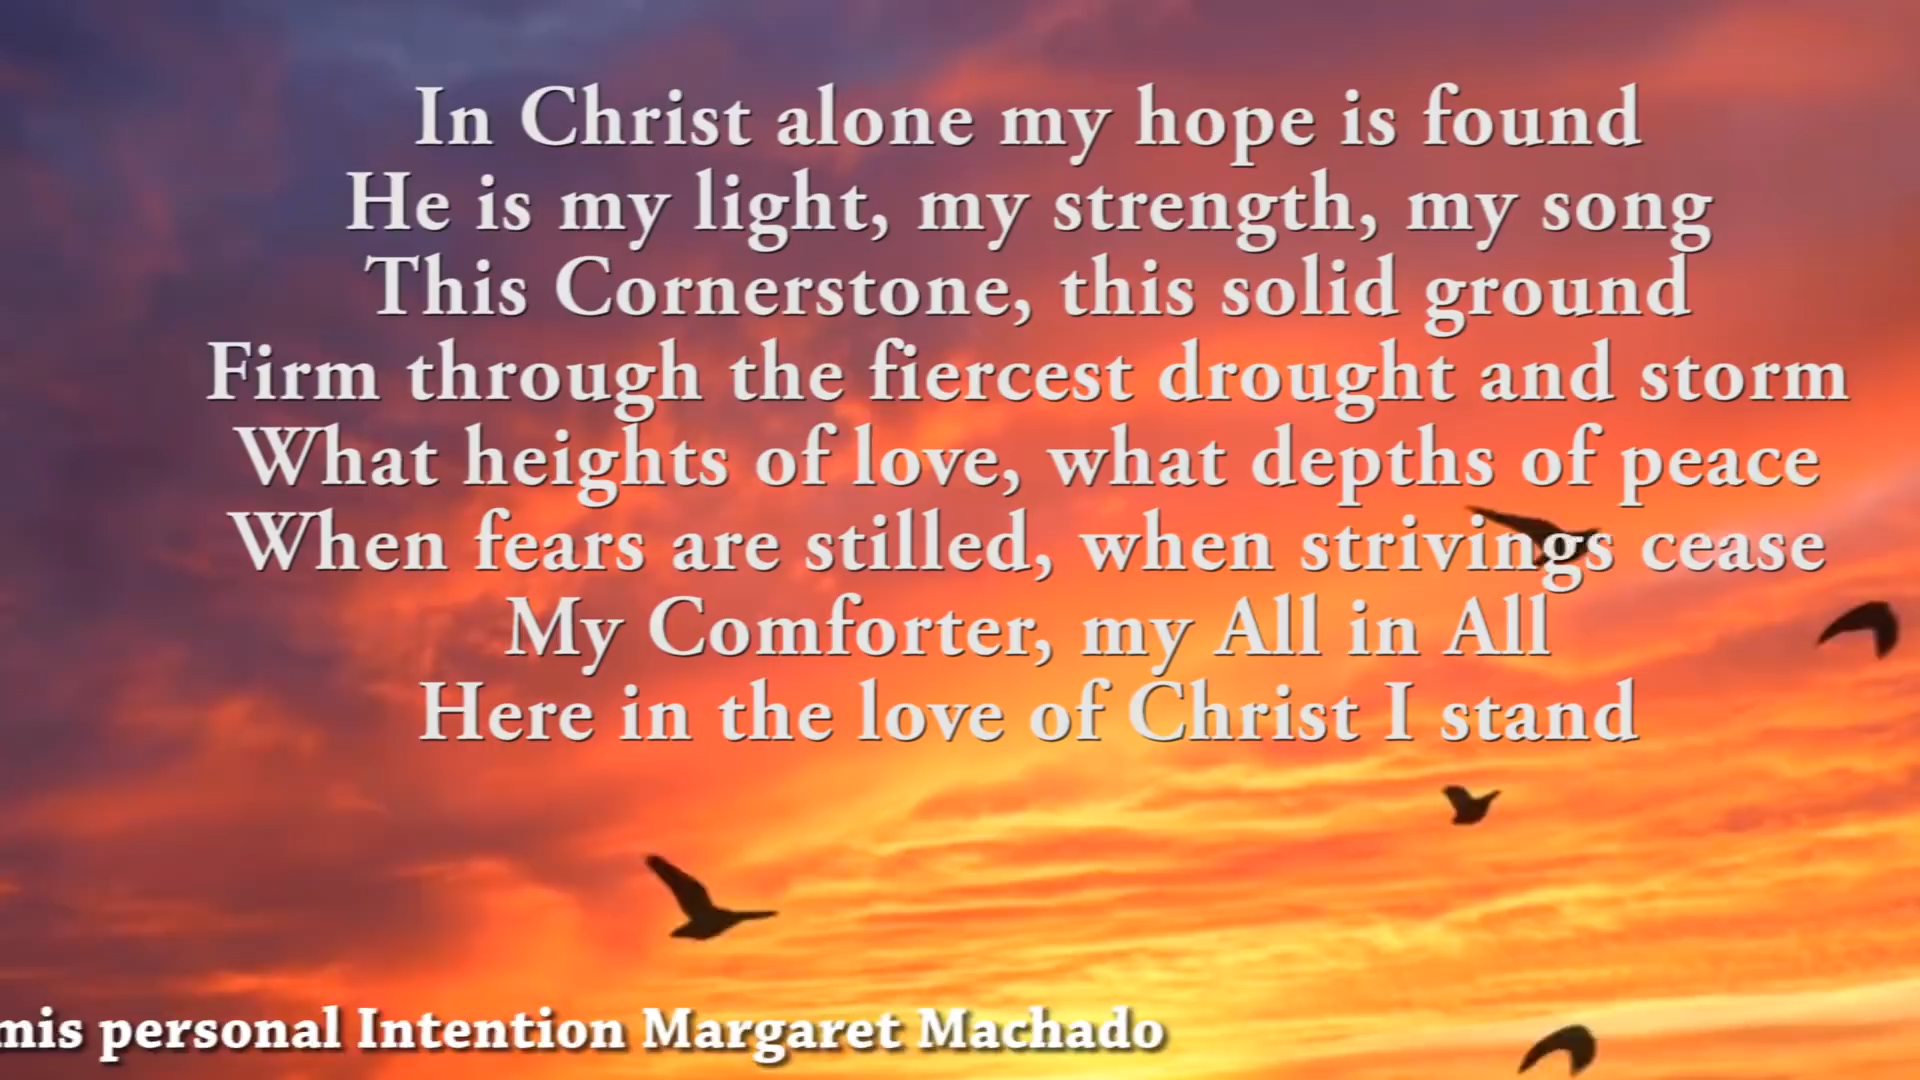 In Christ alone my hope is found
He is my light, my strength, my song
This Cornerstone, this solid ground
Firm through the fiercest drought and storm
What heights of love, what depths of peace
When fears are stilled, when strivings cease
My Comforter, my All in All
Here in the love of Christ I stand
mis personal Intention Margaret Machado